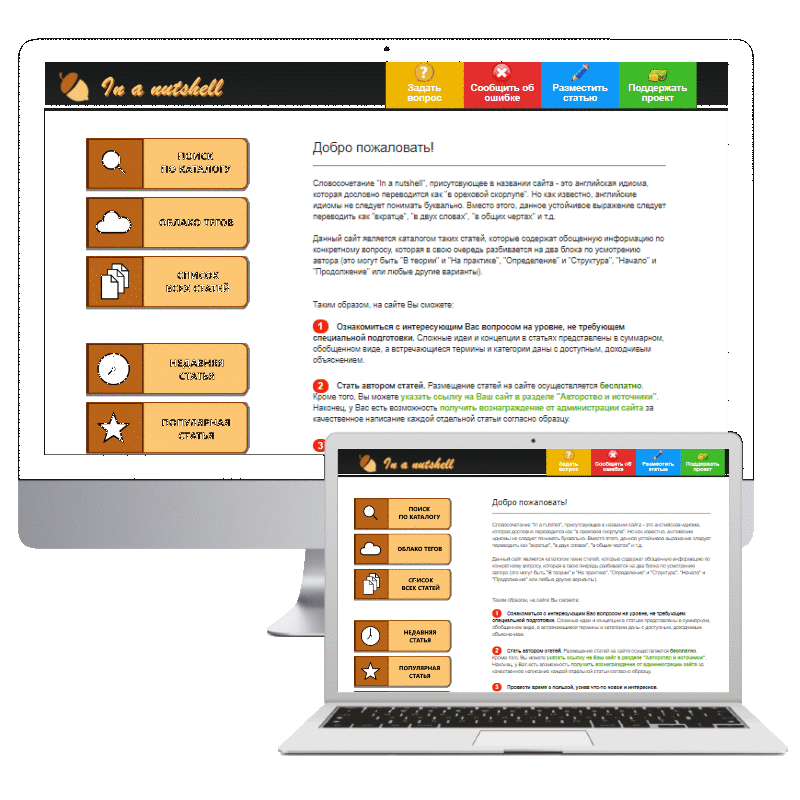 In a nutshell
Задать
вопрос
Сообщить об
ошибке
Разместить
статью
Поддержать
проект
ПОИСК
ПО КАТАЛОГУ
ОБЛАКО ТЕГОВ
СПИСОК
ВСЕХ СТАТЕЙ
НЕДАВНЯЯ
СТАТЬЯ
ПОПУЛЯРНАЯ
СТАТЬЯ
Добро пожаловать!
Словосочетание "In a nutshell", присутсвующее в названии сайта - это английская идиома,
которая дословно переводится как "в ореховой скорлупе". Но как известно, английские
идиомы не следует понимать буквально. Вместо этого, данное устойчивое выражение следует
переводить как "вкратце", "в двух словах", "в общих чертах" и т.д.
Данный сайт является каталогом таких статей, которые содержат обощенную информацию по
конкретному вопросу, которая в свою очередь разбивается на два блока по усмотрению
автора (это могут быть "В теории" и "На практике", "Определение" и "Структура", "Начало" и
"Продолжение" или любые другие варианты).
Таким образом, на сайте Вы сможете:
1 Ознакомиться с интересующим Вас вопросом на уровне, не требующем
специальной подготовки. Сложные идеи и концепции в статьях представлены в суммарном,
обобщенном виде, а встречающиеся термины и категории даны с доступным, доходчивым
объяснением.
2 Стать автором статей. Размещение статей на сайте осуществляется бесплатно.
Кроме того, Вы можете указать ссылку на Ваш сайт в разделе "Авторство и источники".
Наконец, у Вас есть возможность получить вознаграждение от администрации сайта за
качественное написание каждой отдельной статьи согласно образцу.
3
In a nutshell
Задать
вопрос
Сообщить об
ошибке
Разместить
статью
Поддержать
проект
ПОИСК
ПО КАТАЛОГУ
ОБЛАКО ТЕГОВ
СПИСОК
ВСЕХ СТАТЕЙ
НЕДАВНЯЯ
СТАТЬЯ
ПОПУЛЯРНАЯ
СТАТЬЯ
Добро пожаловать!
Словосочетание "In a nutshell", присутсвующее в названии сайта - это английская идиома,
которая дословно переводится как "в ореховой скорлупе". Но как известно, английские
идиомы не следует понимать буквально. Вместо этого, данное устойчивое выражение следует
переводить как "вкратце", "в двух словах", "в общих чертах" и т.д.
Данный сайт является каталогом таких статей, которые содержат обощенную информацию по
конкретному вопросу, которая в свою очередь разбивается на два блока по усмотрению
автора (это могут быть "В теории" и "На практике", "Определение" и "Структура", "Начало" и
"Продолжение" или любые другие варианты).
Таким образом, на сайте Вы сможете:
1 Ознакомиться с интересующим Вас вопросом на уровне, не требующем
специальной подготовки. Сложные идеи и концепции в статьях представлены в суммарном,
обобщенном виде, а встречающиеся термины и категории даны с доступным, доходчивым
объяснением.
2 Стать автором статей. Размещение статей на сайте осуществляется бесплатно.
Кроме того, Вы можете указать ссылку на Ваш сайт в разделе "Авторство и источники".
Наконец, у Вас есть возможность получить вознаграждение от администрации сайта за
качественное написание каждой отдельной статьи согласно образцу.
3 Провести время с пользой, узнав что-то новое и интересное.